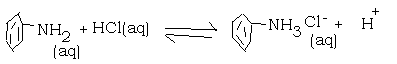 NH2 + HCl(aq) ⇌ NH3 Cl- + H+
(aq) (aq)